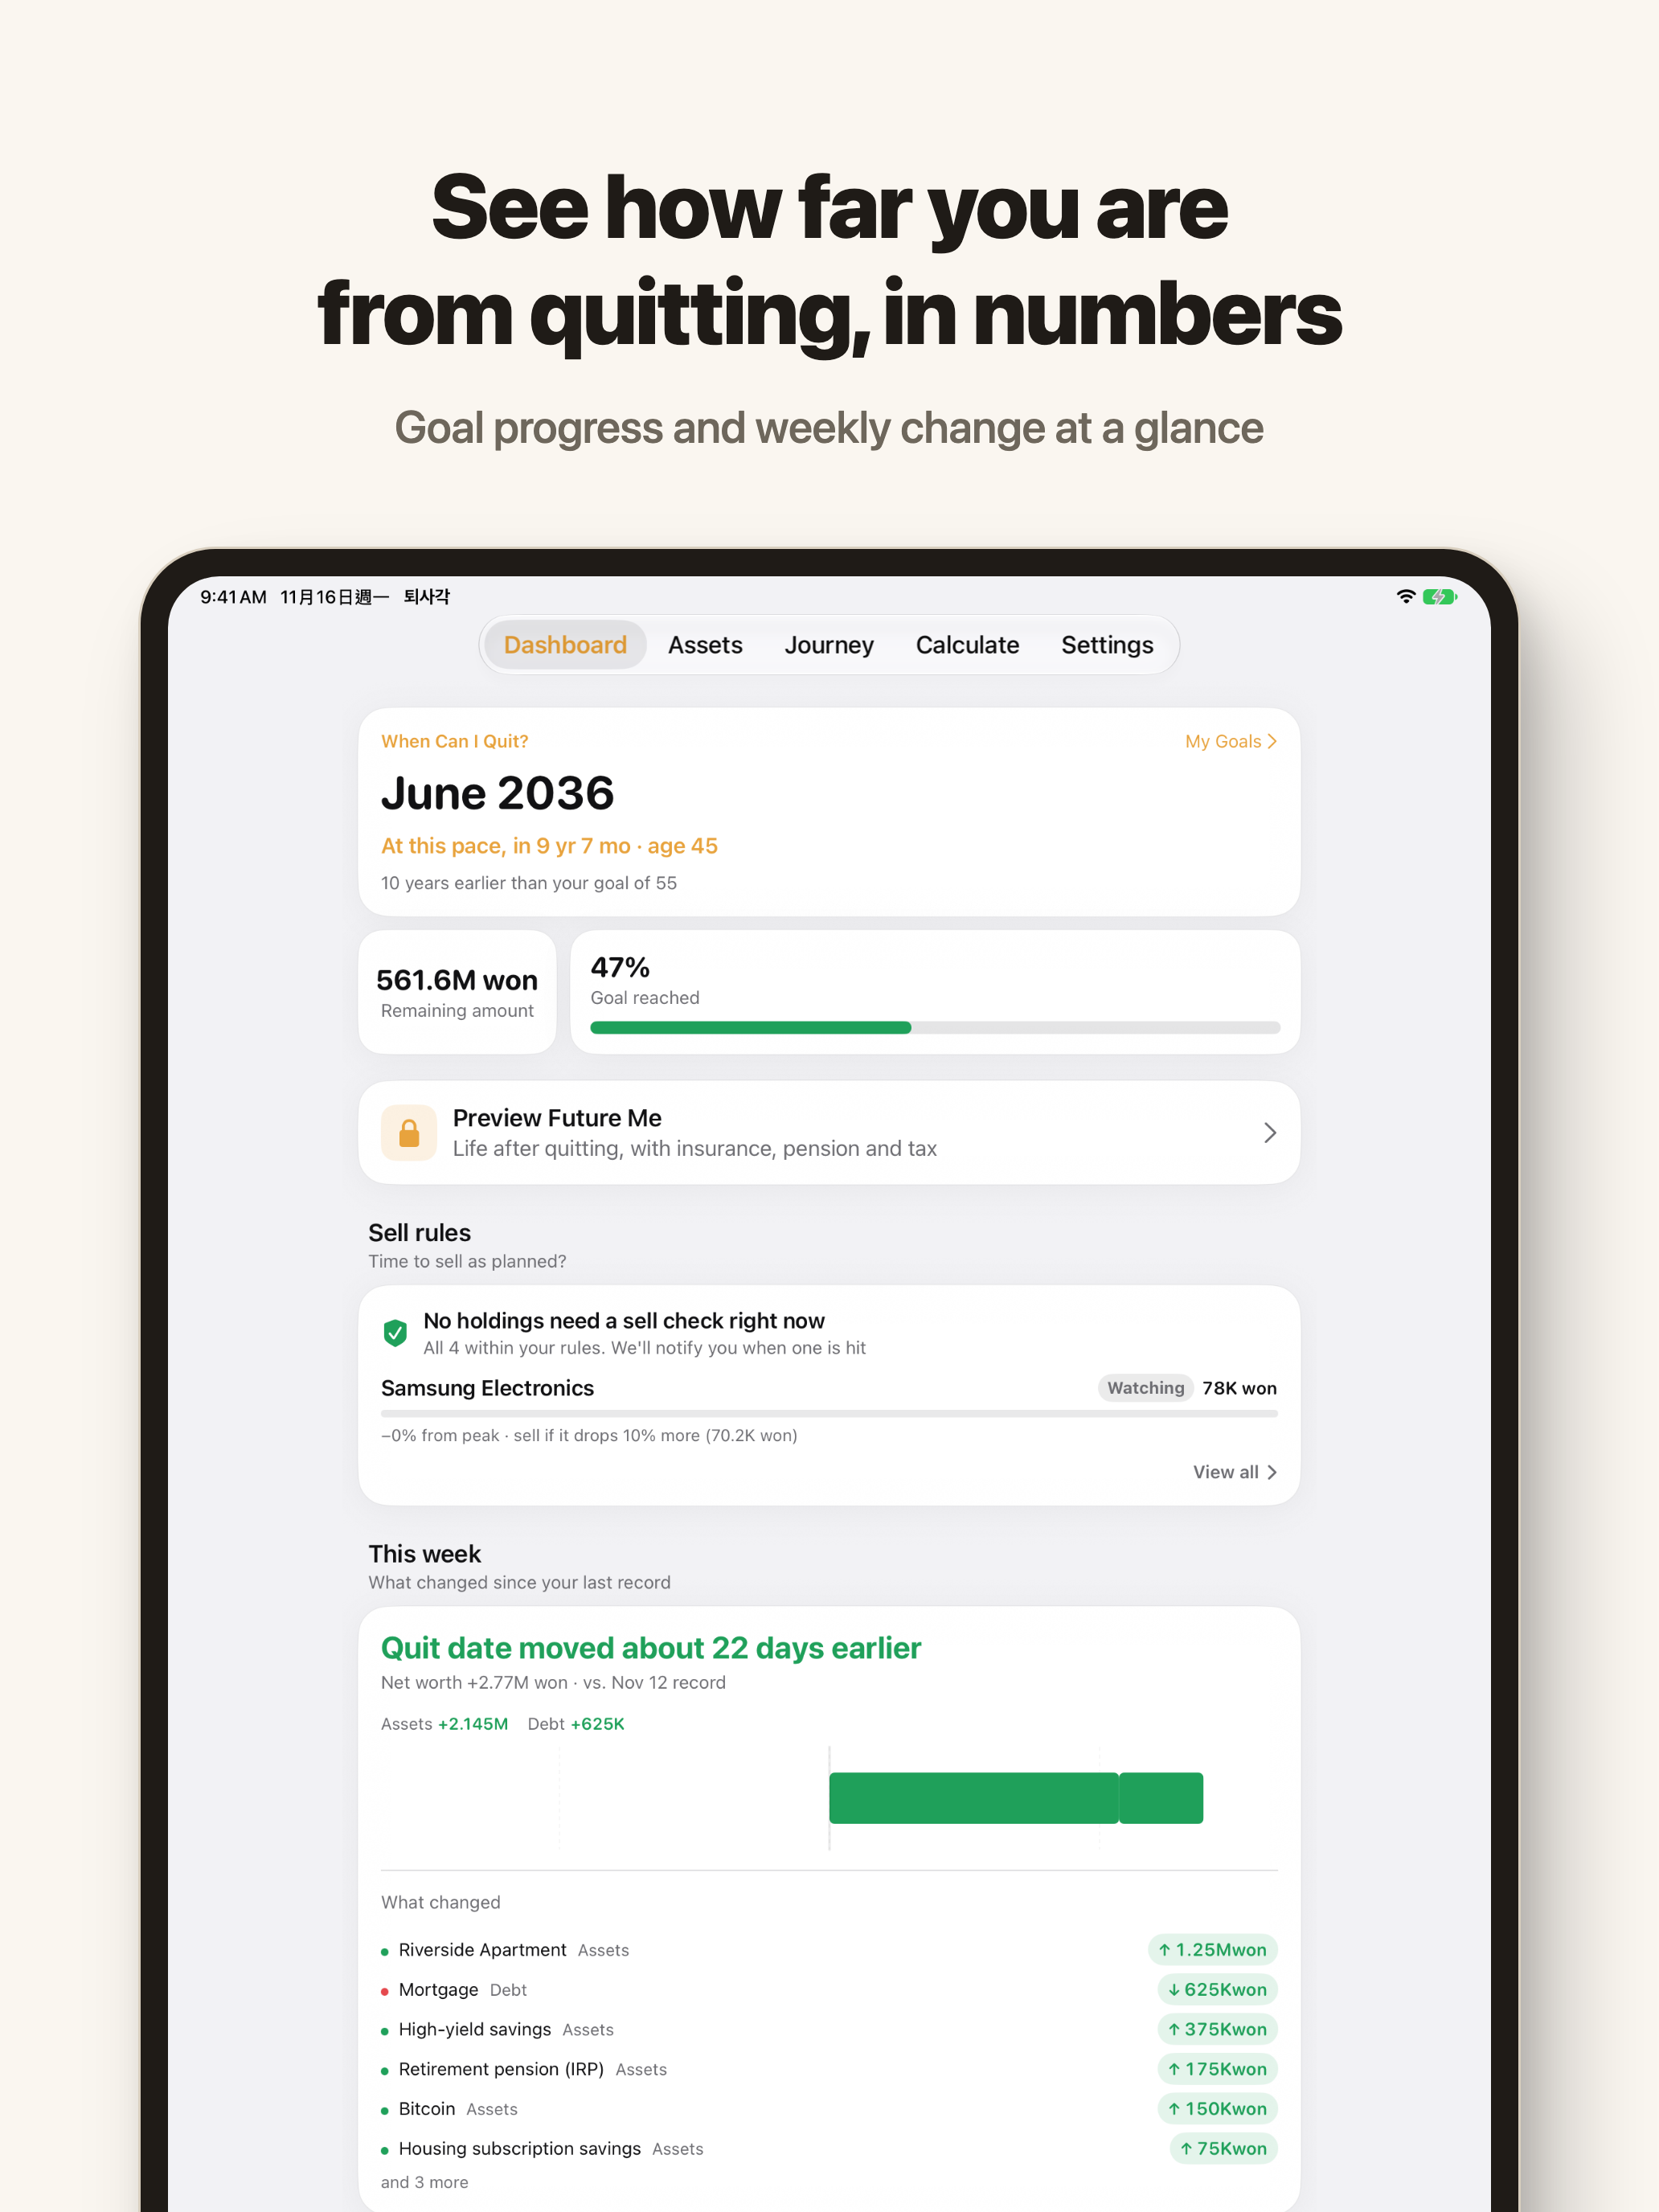 See how far you are
from quitting, in numbers
Goal progress and weekly change at a glance
9:41 AM 11月16日週一 퇴사각
Dashboard Assets Journey Calculate Settings
When Can I Quit? My Goals
June 2036
At this pace, in 9 yr 7 mo · age 45
10 years earlier than your goal of 55
561.6M won
Remaining amount
47%
Goal reached
Preview Future Me
Life after quitting, with insurance, pension and tax
Sell rules
Time to sell as planned?
No holdings need a sell check right now
All 4 within your rules. We'll notify you when one is hit
Samsung Electronics Watching 78K won
−0% from peak · sell if it drops 10% more (70.2K won)
View all
This week
What changed since your last record
Quit date moved about 22 days earlier
Net worth +2.77M won · vs. Nov 12 record
Assets +2.145M Debt +625K
What changed
Riverside Apartment Assets ↑ 1.25Mwon
Mortgage Debt ↓ 625Kwon
High-yield savings Assets ↑ 375Kwon
Retirement pension (IRP) Assets ↑ 175Kwon
Bitcoin Assets ↑ 150Kwon
Housing subscription savings Assets ↑ 75Kwon
and 3 more